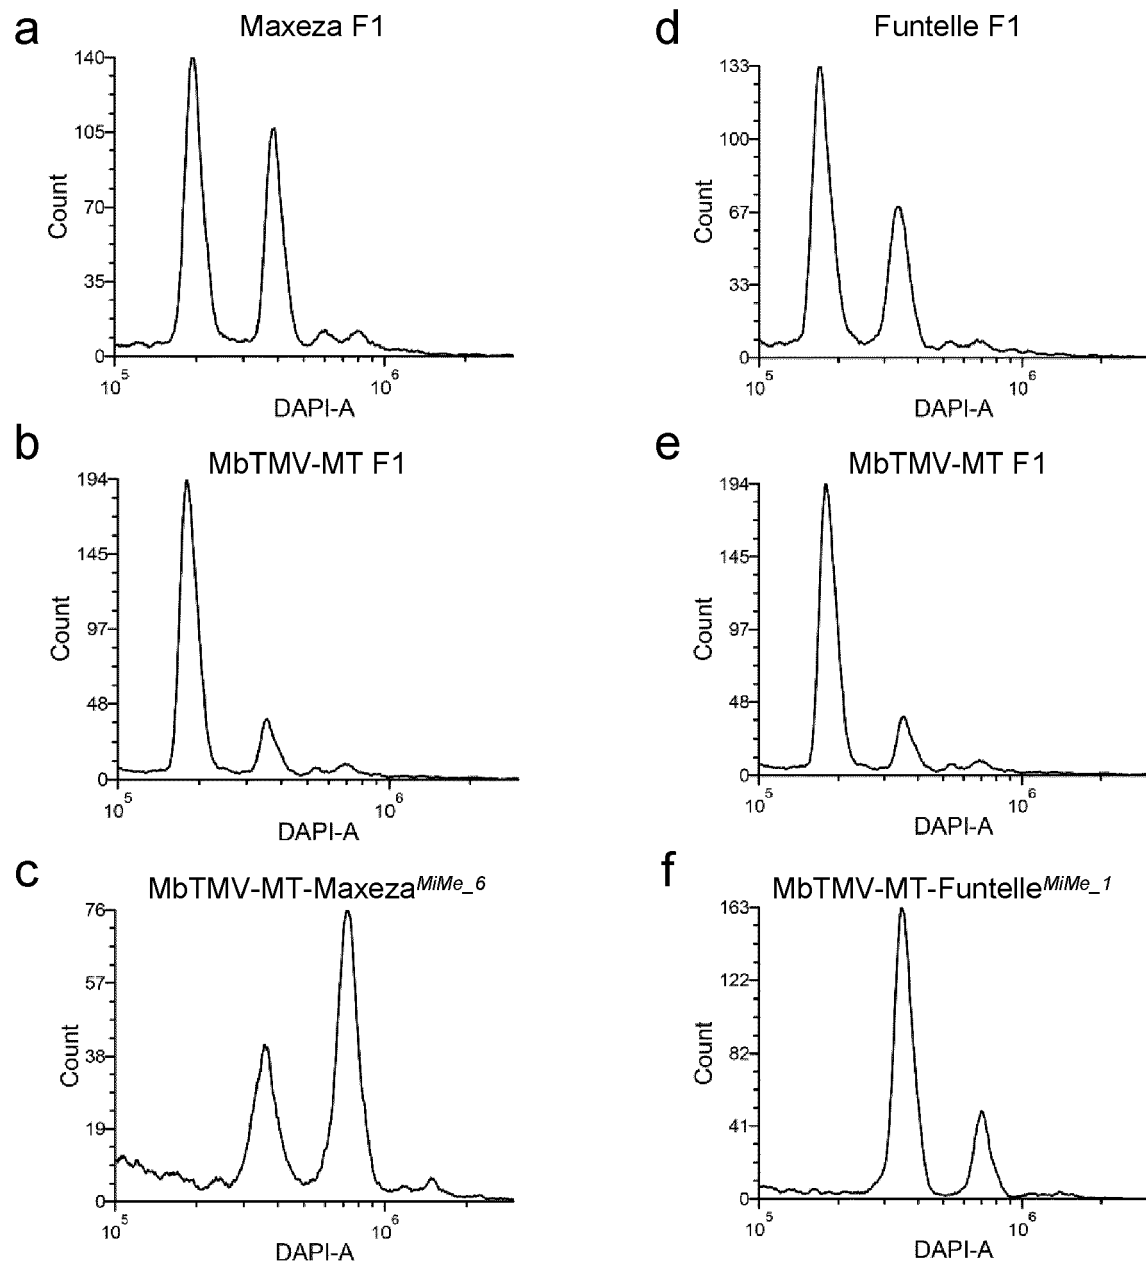 a
Maxeza F1
140
105
70
35
0
Count
10^5
10^6
DAPI-A
d
Funtelle F1
133
100
67
33
0
Count
10^5
10^6
DAPI-A
b
MbTMV-MT F1
194
145
97
48
0
Count
10^5
10^6
DAPI-A
e
MbTMV-MT F1
194
145
97
48
0
Count
10^5
10^6
DAPI-A
c
MbTMV-MT-Maxeza^MiMe_6
76
57
38
19
0
Count
10^5
10^6
DAPI-A
f
MbTMV-MT-Funtelle^MiMe_1
163
122
82
41
0
Count
10^5
10^6
DAPI-A